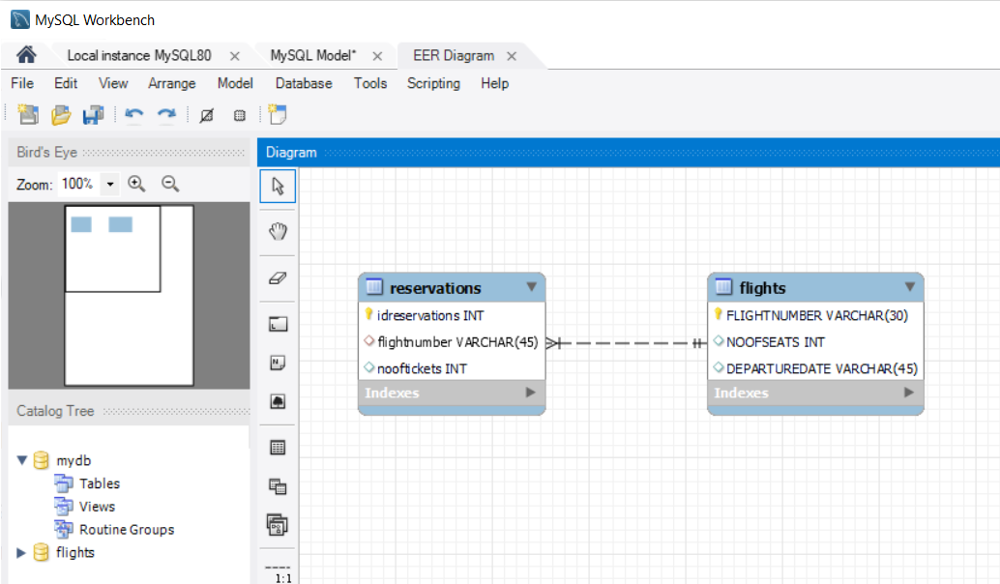 MySQL Workbench
Local instance MySQL80
MySQL Model*
EER Diagram
File Edit View Arrange Model Database Tools Scripting Help
Bird's Eye
Diagram
Zoom: 100%
reservations
idreservations INT
flightnumber VARCHAR(45)
nooftickets INT
Indexes
flights
FLIGHTNUMBER VARCHAR(30)
NOOFSEATS INT
DEPARTUREDATE VARCHAR(45)
Indexes
Catalog Tree
mydb
Tables
Views
Routine Groups
flights
1:1